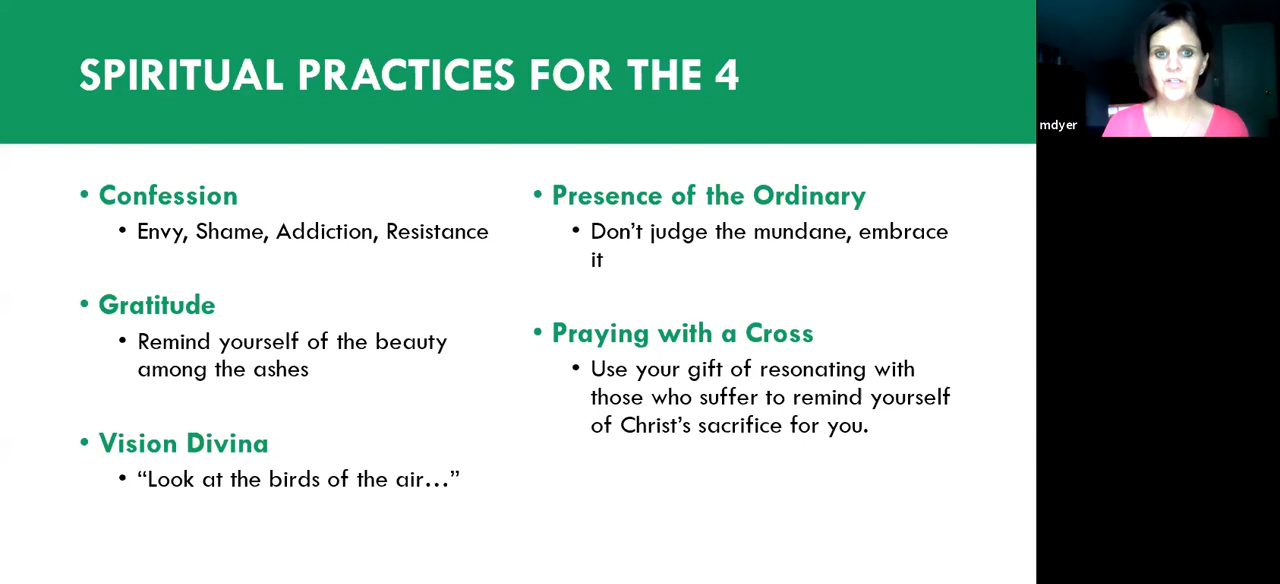 SPIRITUAL PRACTICES FOR THE 4
• Confession
• Envy, Shame, Addiction, Resistance
• Gratitude
• Remind yourself of the beauty
among the ashes
• Vision Divina
• “Look at the birds of the air…”
• Presence of the Ordinary
• Don’t judge the mundane, embrace
it
• Praying with a Cross
• Use your gift of resonating with
those who suffer to remind yourself
of Christ’s sacrifice for you.
mdyer